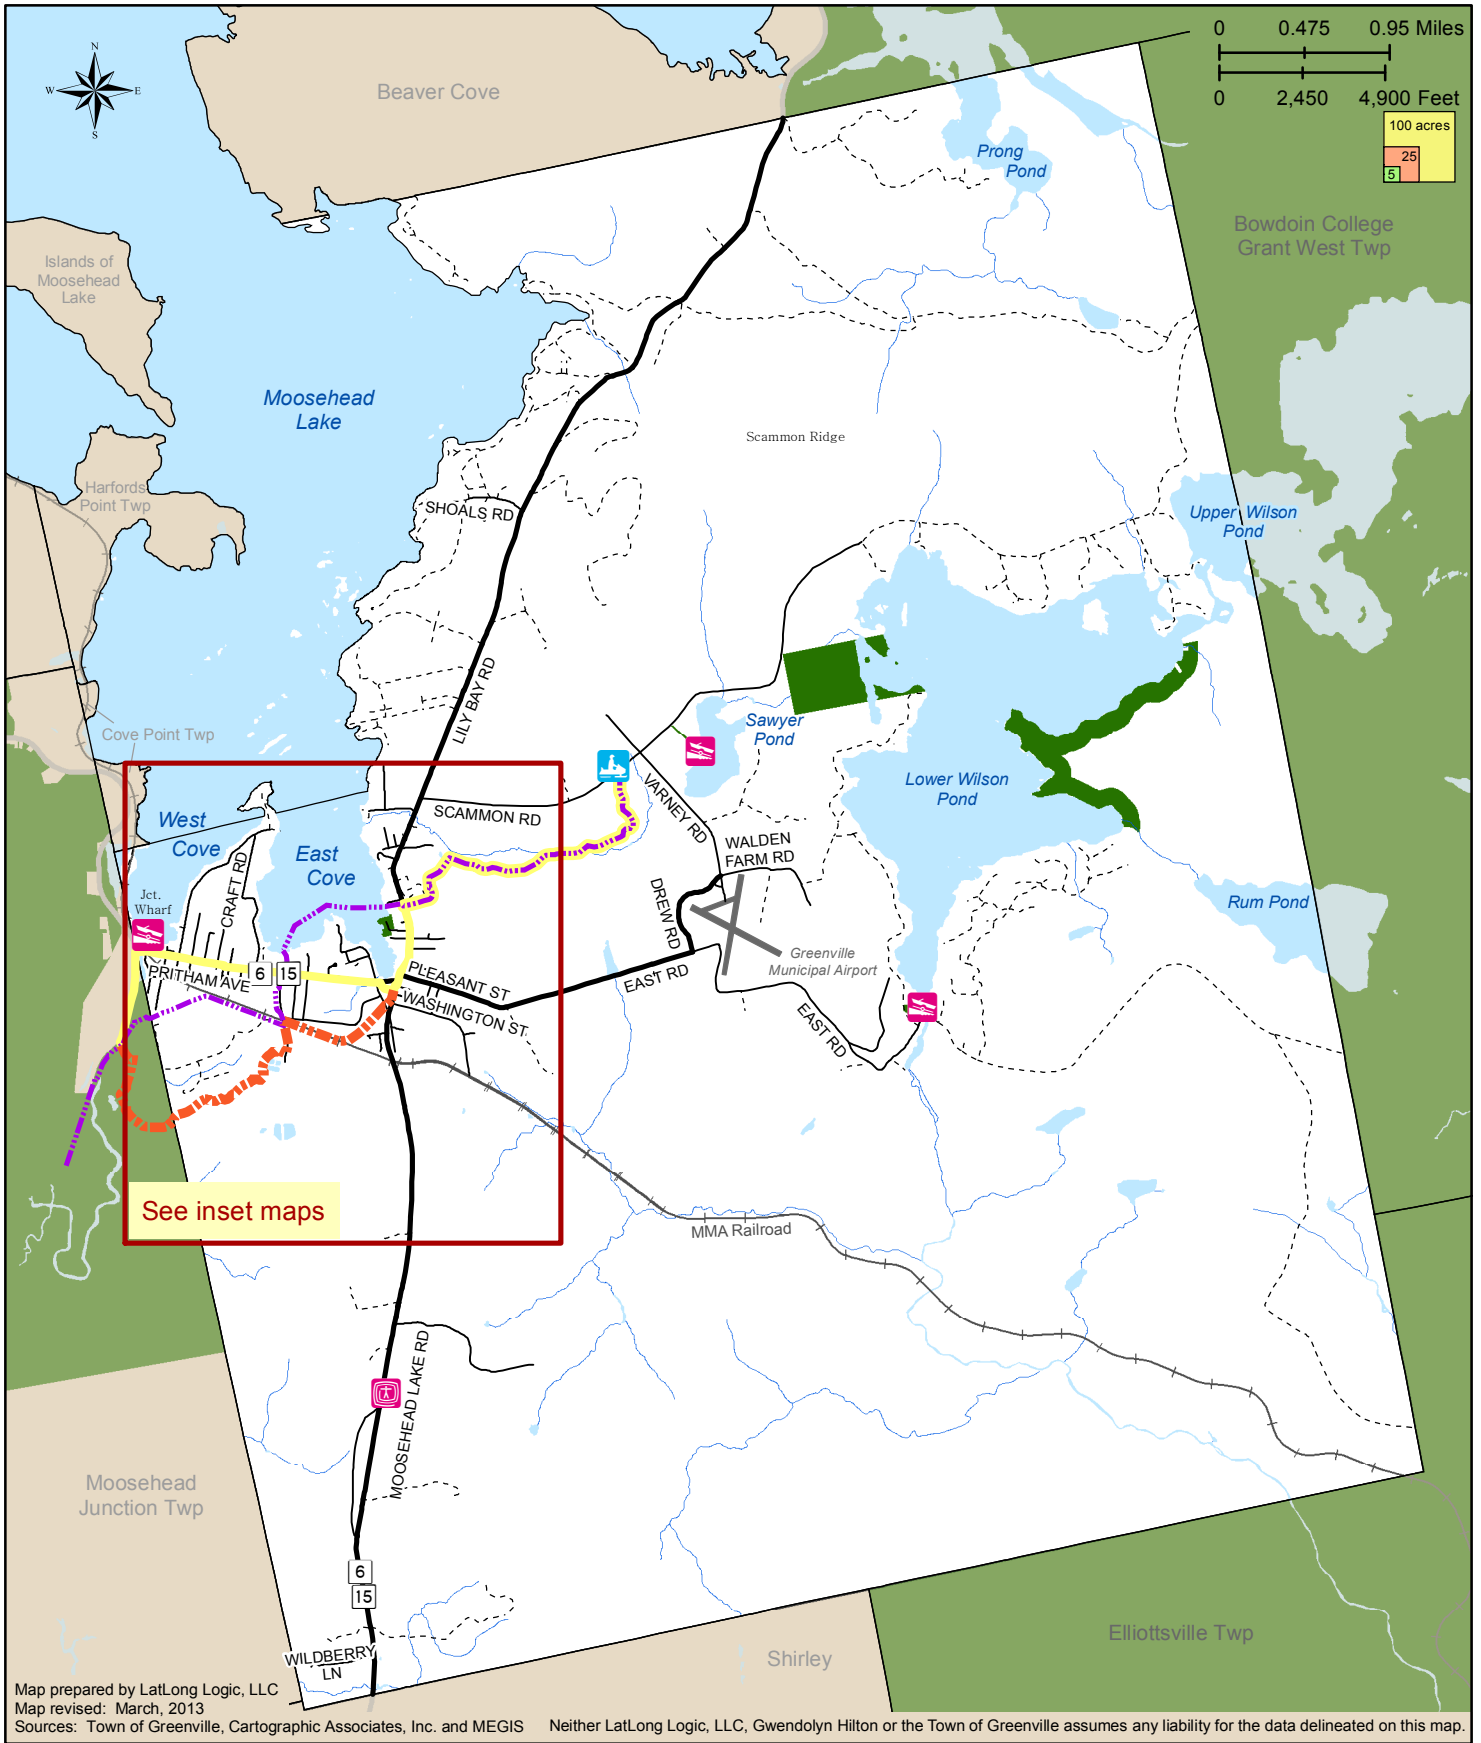 0 0.475 0.95 Miles
0 2,450 4,900 Feet
100 acres
25
5
N
W E
S
Beaver Cove
Prong
Pond
Bowdoin College
Grant West Twp
Islands of
Moosehead
Lake
Moosehead
Lake
Scammon Ridge
Harfords
Point Twp
SHOALS RD
Upper Wilson
Pond
LILY BAY RD
Cove Point Twp
Sawyer
Pond
Lower Wilson
Pond
West
Cove
SCAMMON RD
VARNEY RD
WALDEN
FARM RD
East
Cove
CRAFT RD
Jct.
Wharf
DREW RD
Rum Pond
Greenville
Municipal Airport
PRITHAM AVE
6 15
PLEASANT ST
EAST RD
WASHINGTON ST
EAST RD
See inset maps
MMA Railroad
MOOSEHEAD LAKE RD
Moosehead
Junction Twp
6
15
WILDBERRY
LN
Shirley
Elliottsville Twp
Map prepared by LatLong Logic, LLC
Map revised: March, 2013
Sources: Town of Greenville, Cartographic Associates, Inc. and MEGIS Neither LatLong Logic, LLC, Gwendolyn Hilton or the Town of Greenville assumes any liability for the data delineated on this map.